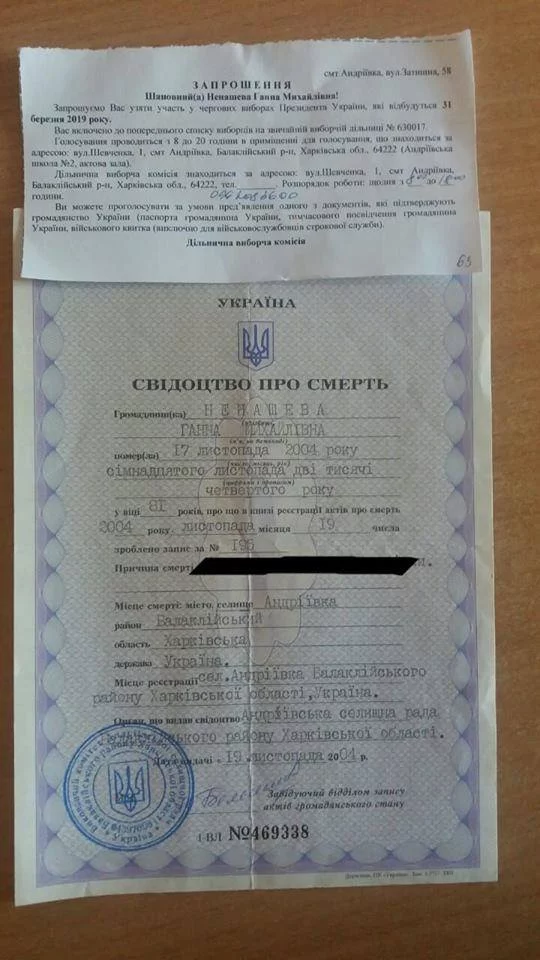 смт Андріївка, вул.Затишна, 58
ЗАПРОШЕННЯ
Шановний(а) Ненашева Ганна Михайлівна!
Запрошуємо Вас узяти участь у чергових виборах Президента України, які відбудуться 31
березня 2019 року.
Вас включено до попереднього списку виборців на звичайній виборчій дільниці № 630017.
Голосування проводиться з 8 до 20 години в приміщенні для голосування, що знаходиться за
адресою: вул.Шевченка, 1, смт Андріївка, Балаклійський р-н, Харківська обл., 64222 (Андріївська
школа №2, актова зала).
Дільнична виборча комісія знаходиться за адресою: вул.Шевченка, 1, смт Андріївка,
Балаклійський р-н, Харківська обл., 64222, тел. Розпорядок роботи: щодня з 8⁰⁰ до 18⁰⁰
години.
Ви можете проголосувати за умови пред'явлення одного з документів, які підтверджують
громадянство України (паспорта громадянина України, тимчасового посвідчення громадянина
України, військового квитка (виключно для військовослужбовців строкової служби).
Дільнична виборча комісія
63
УКРАЇНА
СВІДОЦТВО ПРО СМЕРТЬ
Громадянин(ка) НЕНАШЕВА
ГАННА МИХАЙЛІВНА
помер(ла) 17 листопада 2004 року
сімнадцятого листопада дві тисячі
четвертого року
у віці 81 років, про що в книзі реєстрації актів про смерть
2004 року листопада місяця 19 числа
зроблено запис за № 195
Причина смерті
Місце смерті: місто, селище Андріївка
район Балаклійський
область Харківська
держава Україна.
Місце реєстрації сел.Андріївка Балаклійського
району Харківської області,Україна.
Орган, що видав свідоцтво Андріївська селищна рада
району Харківської області.
Дата видачі « 19 листопада 2004 р.
Завідуючий відділом запису
актів громадянського стану
І-ВЛ №469338